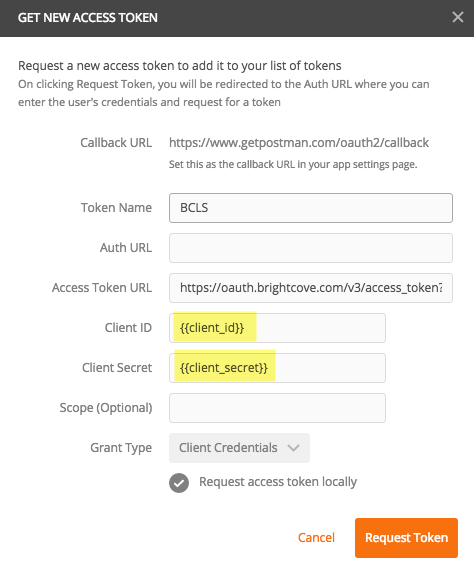 GET NEW ACCESS TOKEN
Request a new access token to add it to your list of tokens
On clicking Request Token, you will be redirected to the Auth URL where you can
enter the user's credentials and request for a token
Callback URL https://www.getpostman.com/oauth2/callback
Set this as the callback URL in your app settings page.
Token Name BCLS
Auth URL
Access Token URL https://oauth.brightcove.com/v3/access_token?
Client ID {{client_id}}
Client Secret {{client_secret}}
Scope (Optional)
Grant Type Client Credentials
Request access token locally
Cancel Request Token